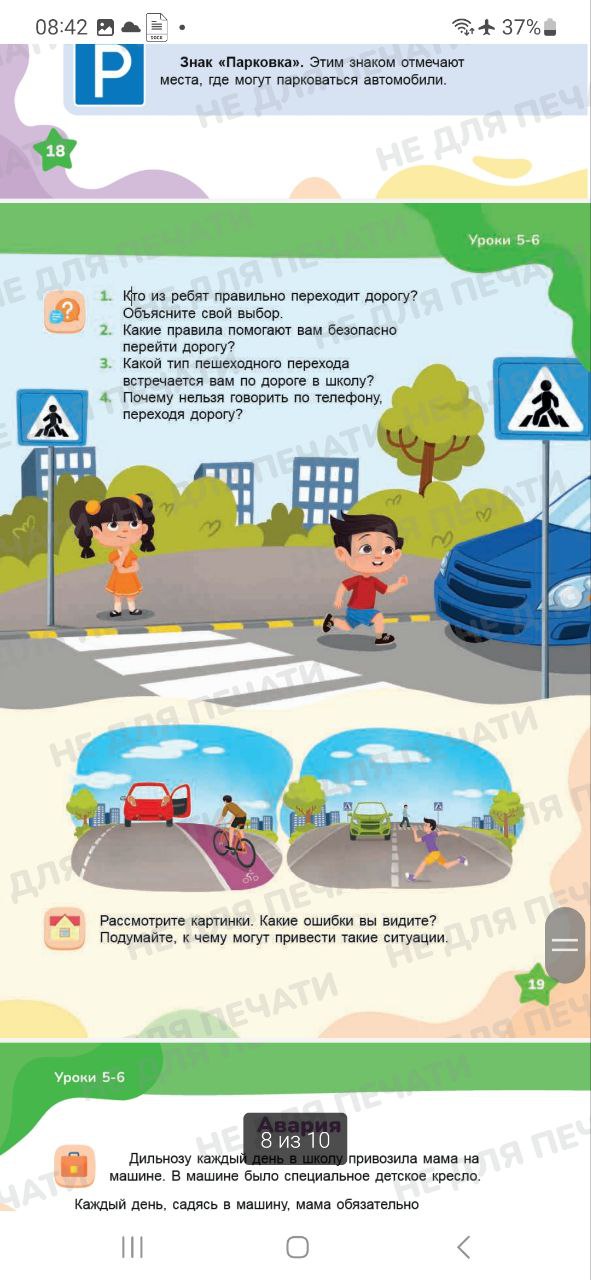 08:42
37%
P
Знак «Парковка». Этим знаком отмечают
места, где могут парковаться автомобили.
18
Уроки 5-6
1. Кто из ребят правильно переходит дорогу?
Объясните свой выбор.
2. Какие правила помогают вам безопасно
перейти дорогу?
3. Какой тип пешеходного перехода
встречается вам по дороге в школу?
4. Почему нельзя говорить по телефону,
переходя дорогу?
Рассмотрите картинки. Какие ошибки вы видите?
Подумайте, к чему могут привести такие ситуации.
19
Уроки 5-6
Авария
8 из 10
Дильнозу каждый день в школу привозила мама на
машине. В машине было специальное детское кресло.
Каждый день, садясь в машину, мама обязательно
НЕ ДЛЯ ПЕЧАТИ